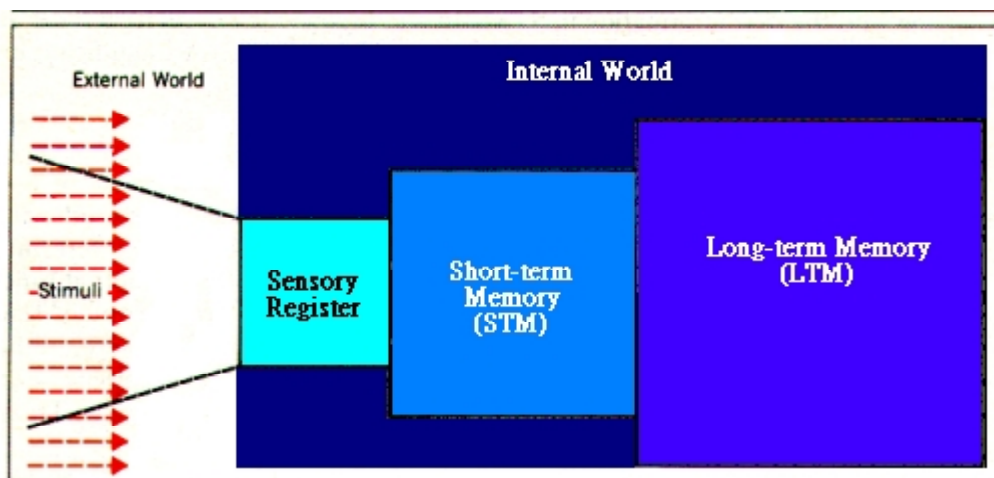 External World
Internal World
Stimuli
Sensory
Register
Short-term
Memory
(STM)
Long-term Memory
(LTM)